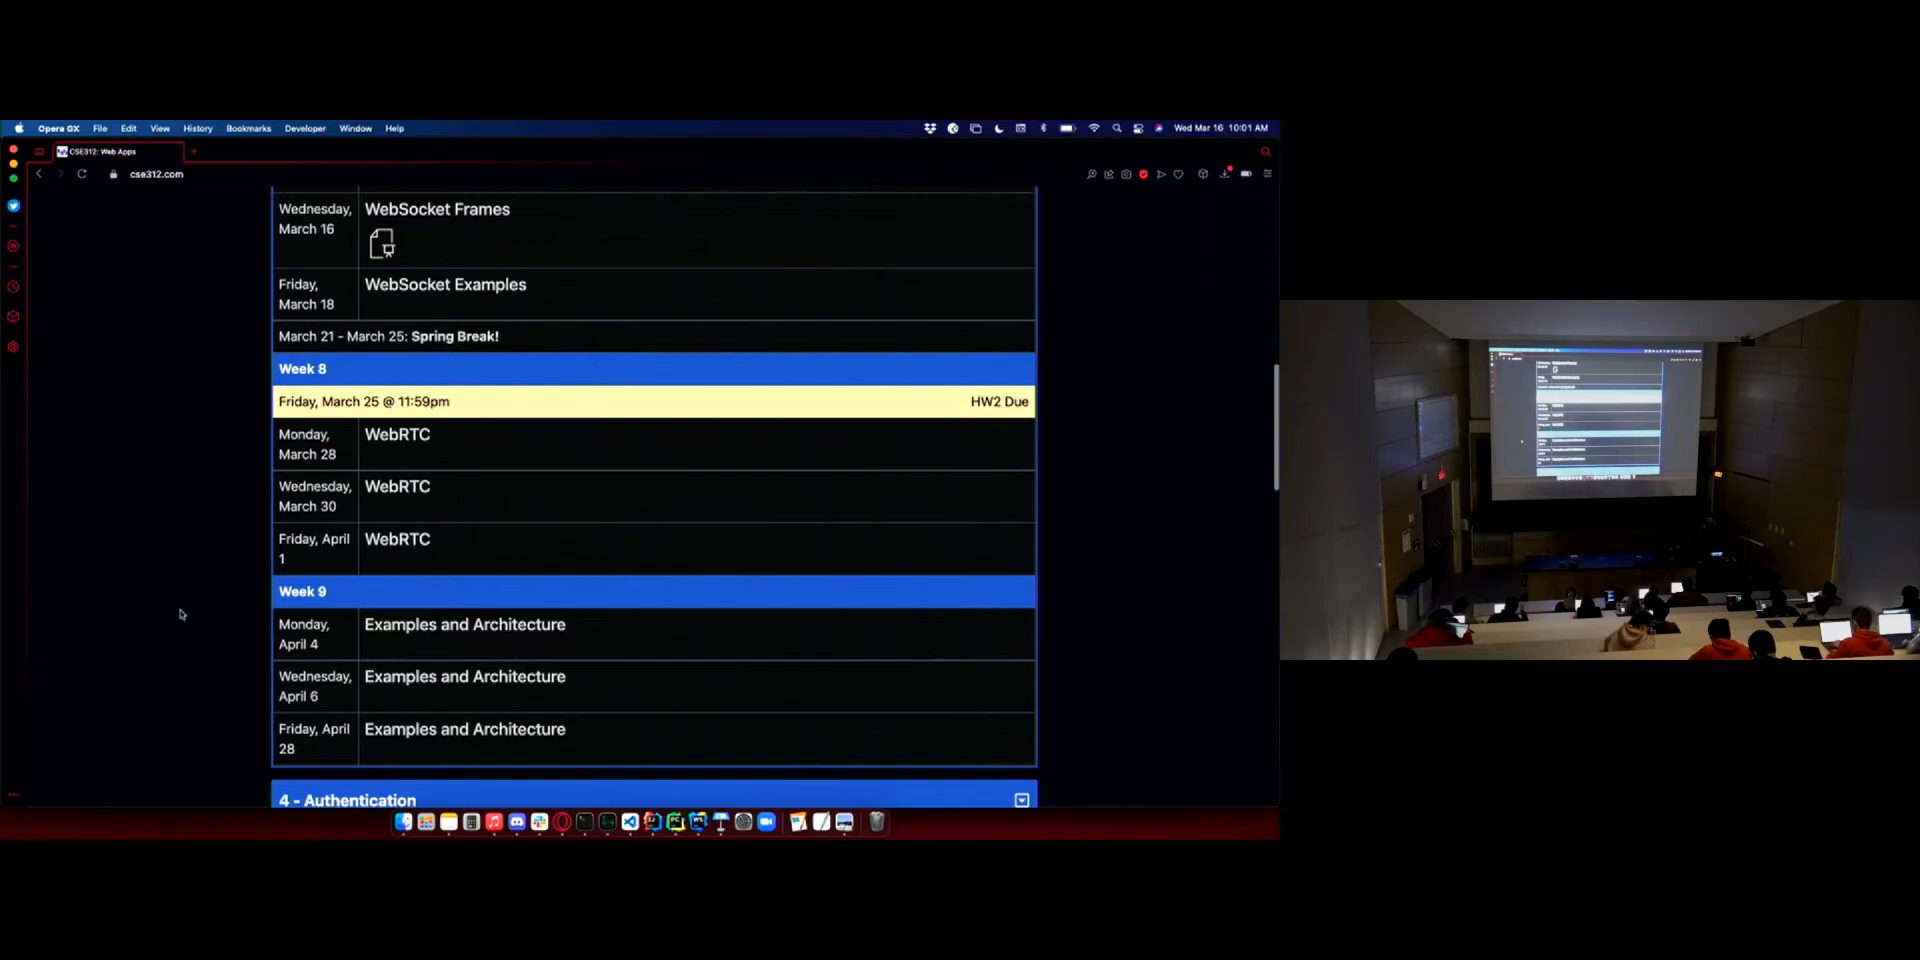 Opera GX File Edit View History Bookmarks Developer Window Help
Wed Mar 16 10:01 AM
CSE312: Web Apps
cse312.com
Wednesday, March 16
WebSocket Frames
Friday, March 18
WebSocket Examples
March 21 - March 25: Spring Break!
Week 8
Friday, March 25 @ 11:59pm
HW2 Due
Monday, March 28
WebRTC
Wednesday, March 30
WebRTC
Friday, April 1
WebRTC
Week 9
Monday, April 4
Examples and Architecture
Wednesday, April 6
Examples and Architecture
Friday, April 28
Examples and Architecture
4 - Authentication